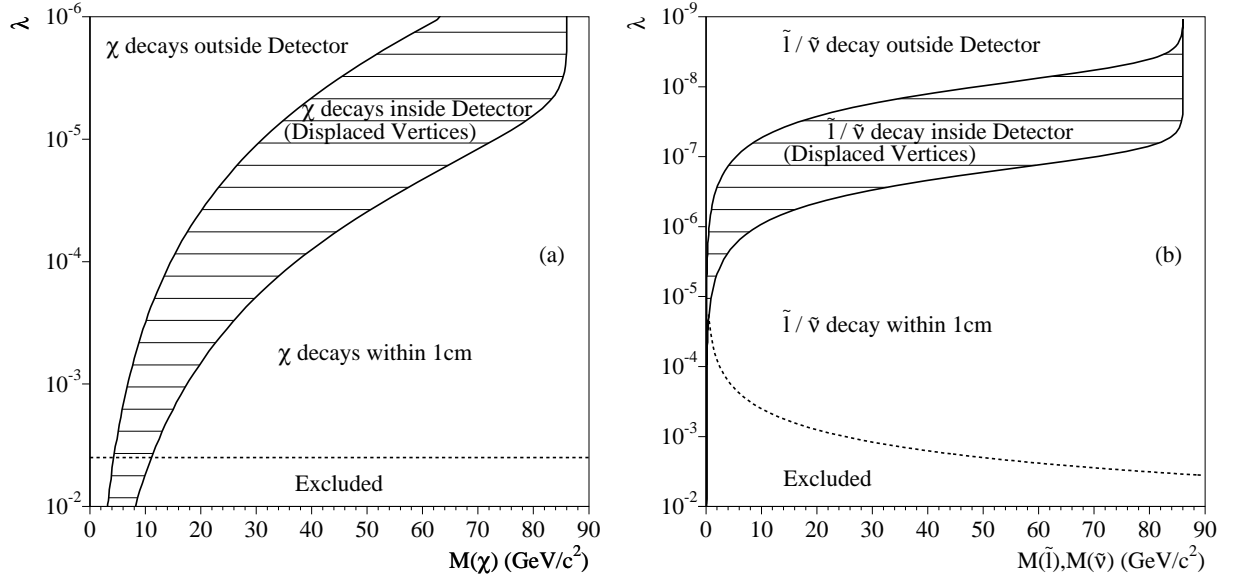 λ
10⁻⁶
10⁻⁵
10⁻⁴
10⁻³
10⁻²
χ decays outside Detector
χ decays inside Detector
(Displaced Vertices)
(a)
χ decays within 1cm
Excluded
0 10 20 30 40 50 60 70 80 90
M(χ) (GeV/c²)
λ
10⁻⁹
10⁻⁸
10⁻⁷
10⁻⁶
10⁻⁵
10⁻⁴
10⁻³
10⁻²
l̃ / ν̃ decay outside Detector
l̃ / ν̃ decay inside Detector
(Displaced Vertices)
(b)
l̃ / ν̃ decay within 1cm
Excluded
0 10 20 30 40 50 60 70 80 90
M(l̃),M(ν̃) (GeV/c²)